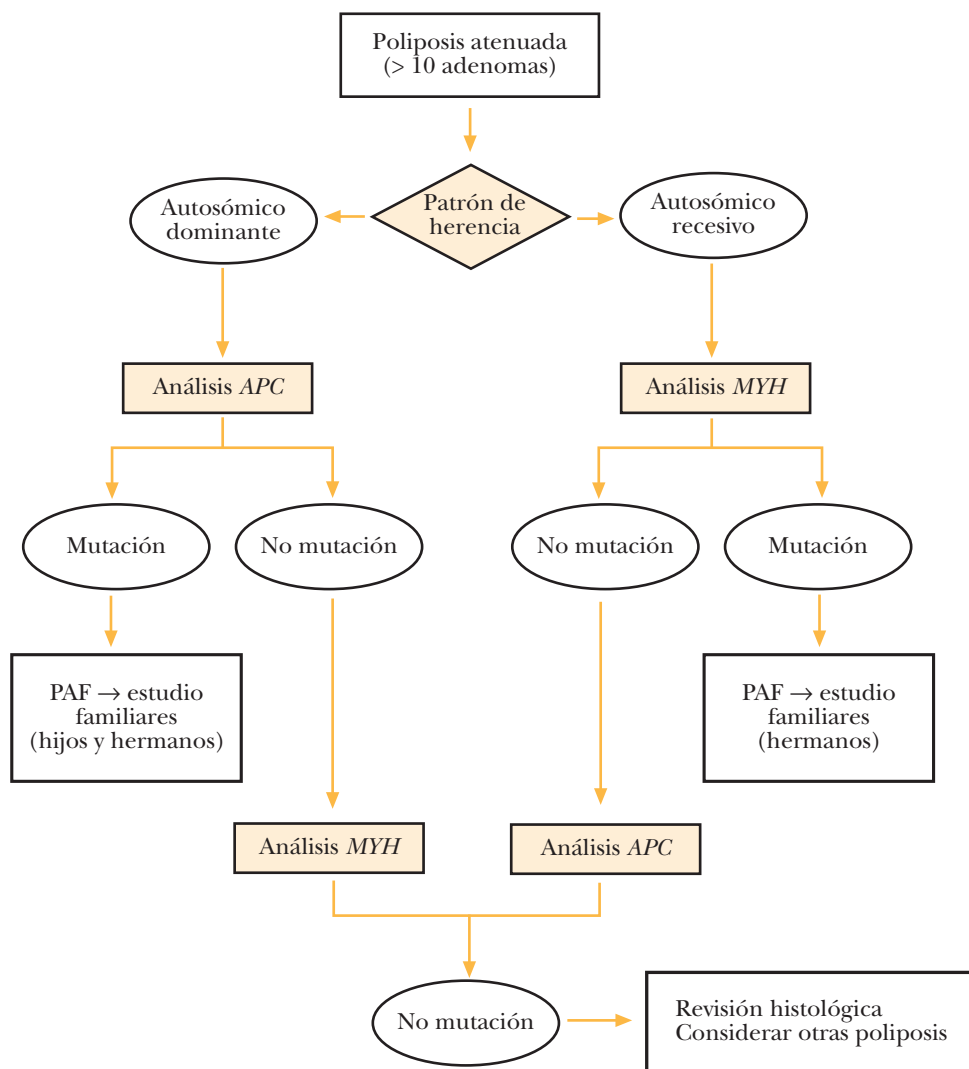 Poliposis atenuada
(> 10 adenomas)
Autosómico
dominante
Patrón de
herencia
Autosómico
recesivo
Análisis APC
Análisis MYH
Mutación
No mutación
No mutación
Mutación
PAF → estudio
familiares
(hijos y hermanos)
PAF → estudio
familiares
(hermanos)
Análisis MYH
Análisis APC
No mutación
Revisión histológica
Considerar otras poliposis